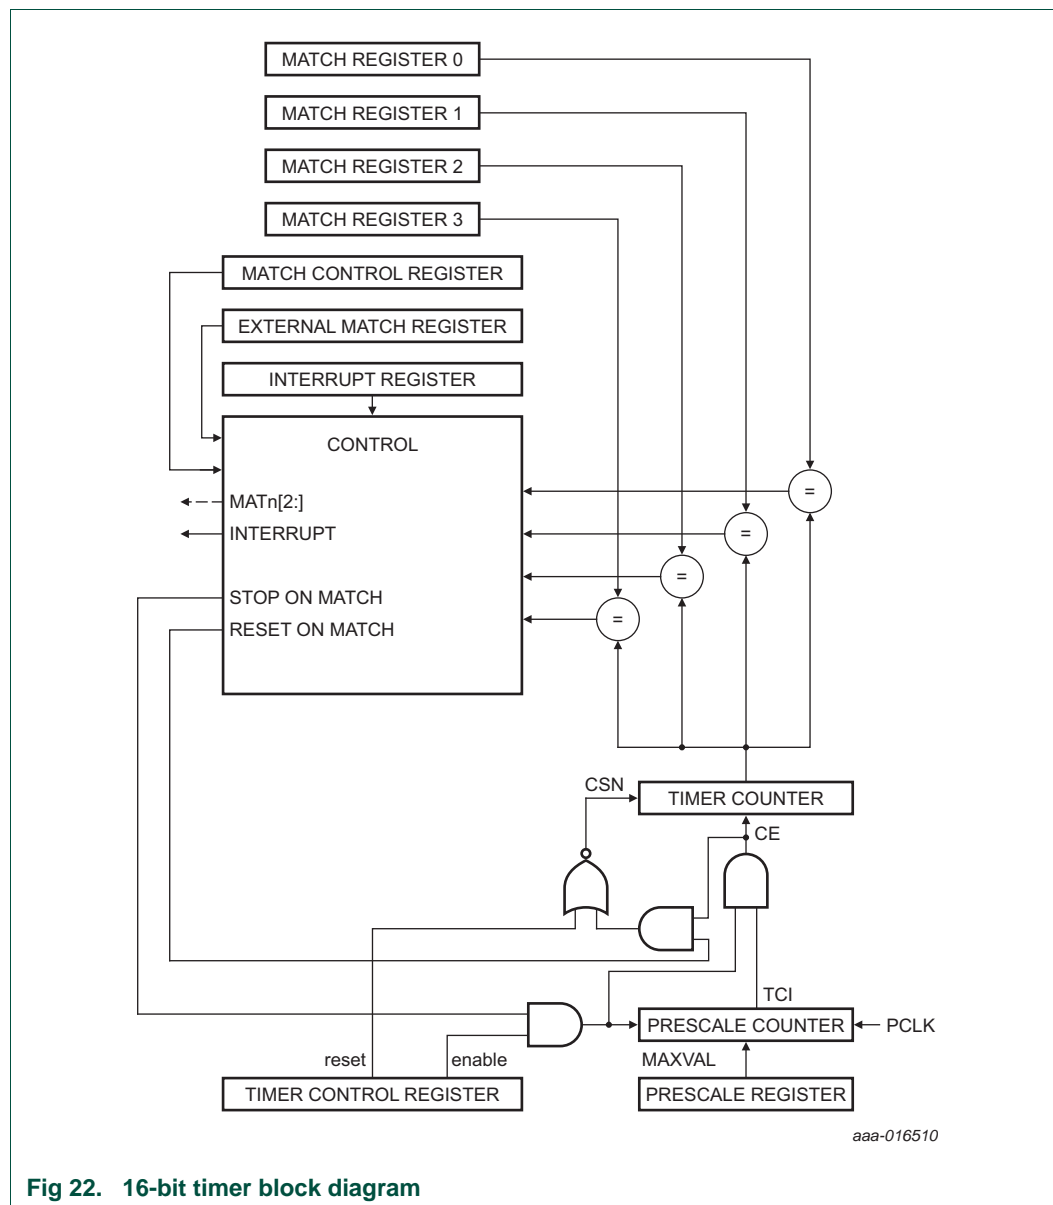 MATCH REGISTER 0
MATCH REGISTER 1
MATCH REGISTER 2
MATCH REGISTER 3
MATCH CONTROL REGISTER
EXTERNAL MATCH REGISTER
INTERRUPT REGISTER
CONTROL
MATn[2:]
INTERRUPT
STOP ON MATCH
RESET ON MATCH
=
=
=
=
CSN
TIMER COUNTER
CE
TCI
PRESCALE COUNTER
PCLK
reset
enable
MAXVAL
TIMER CONTROL REGISTER
PRESCALE REGISTER
aaa-016510
Fig 22. 16-bit timer block diagram